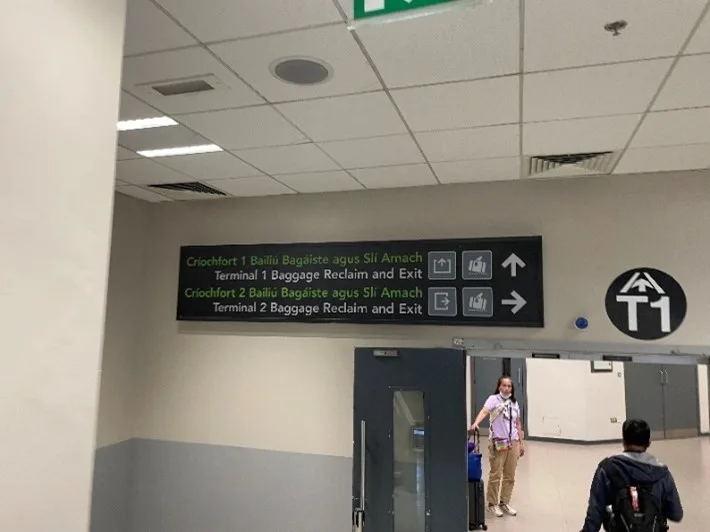 Críochfort 1 Bailiú Bagáiste agus Slí Amach
Terminal 1 Baggage Reclaim and Exit
Críochfort 2 Bailiú Bagáiste agus Slí Amach
Terminal 2 Baggage Reclaim and Exit
T1